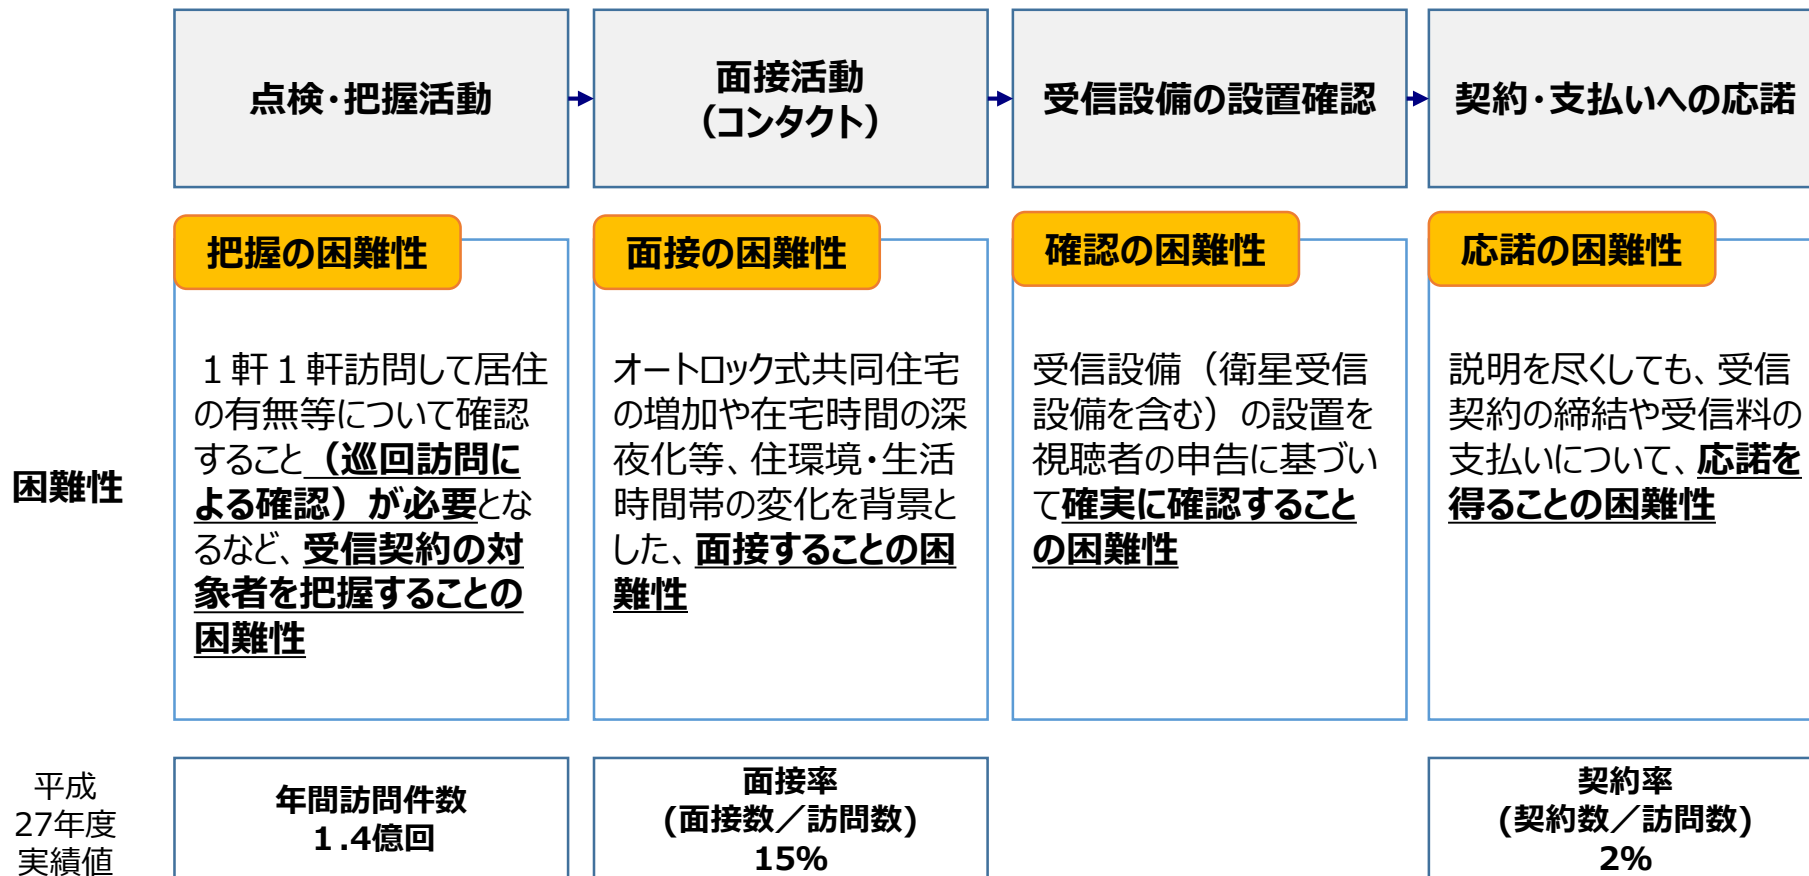 点検・把握活動
面接活動
（コンタクト）
受信設備の設置確認
契約・支払いへの応諾
困難性
把握の困難性
１軒１軒訪問して居住
の有無等について確認
すること（巡回訪問に
よる確認）が必要とな
るなど、受信契約の対
象者を把握することの
困難性
面接の困難性
オートロック式共同住宅
の増加や在宅時間の深
夜化等、住環境・生活
時間帯の変化を背景と
した、面接することの困
難性
確認の困難性
受信設備（衛星受信
設備を含む）の設置を
視聴者の申告に基づい
て確実に確認すること
の困難性
応諾の困難性
説明を尽くしても、受信
契約の締結や受信料の
支払いについて、応諾を
得ることの困難性
平成
27年度
実績値
年間訪問件数
1.4億回
面接率
(面接数／訪問数)
15%
契約率
(契約数／訪問数)
2%